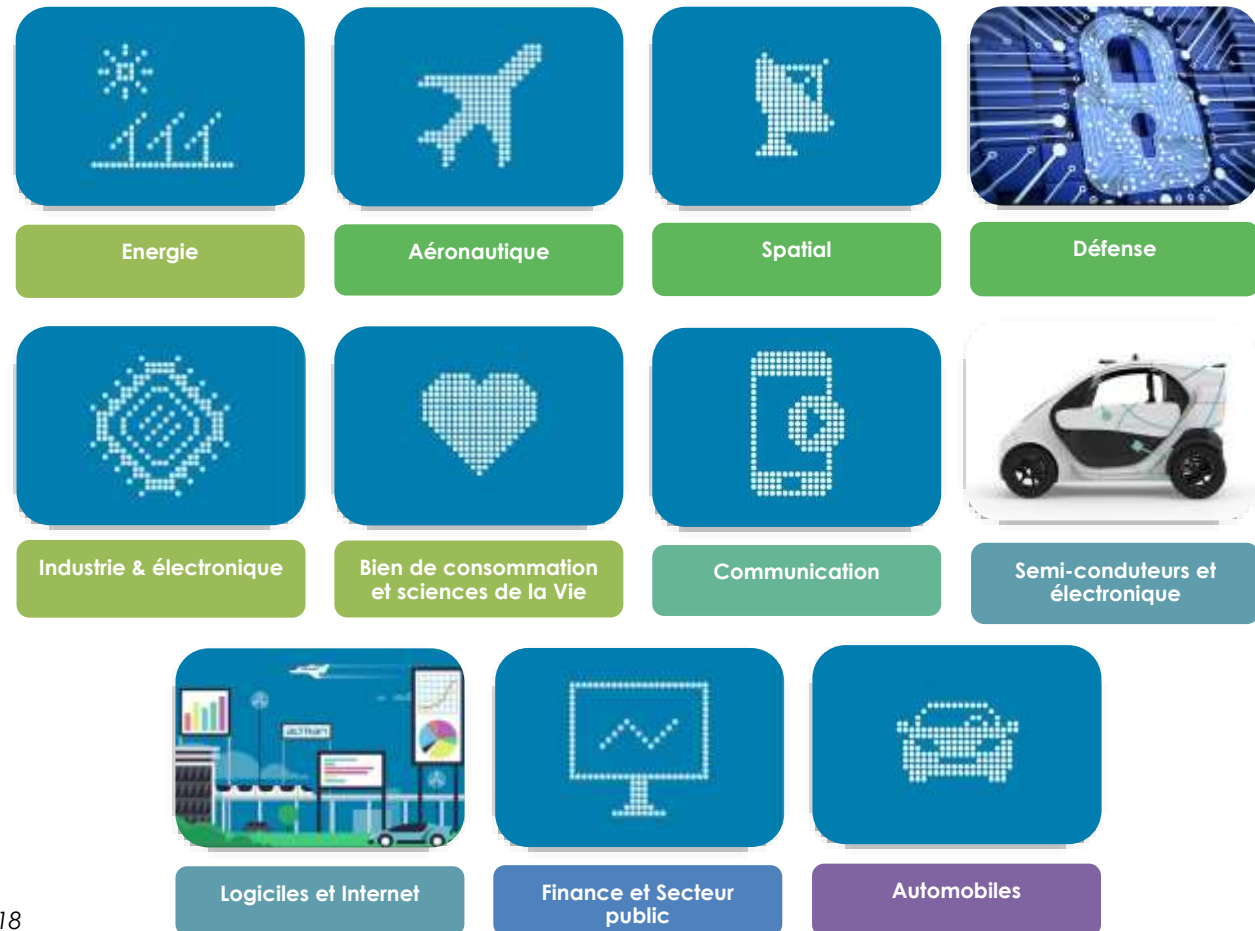 Energie
Aéronautique
Spatial
Défense
Industrie & électronique
Bien de consommation
et sciences de la Vie
Communication
Semi-conduteurs et
électronique
altran
Logiciles et Internet
Finance et Secteur
public
Automobiles
18